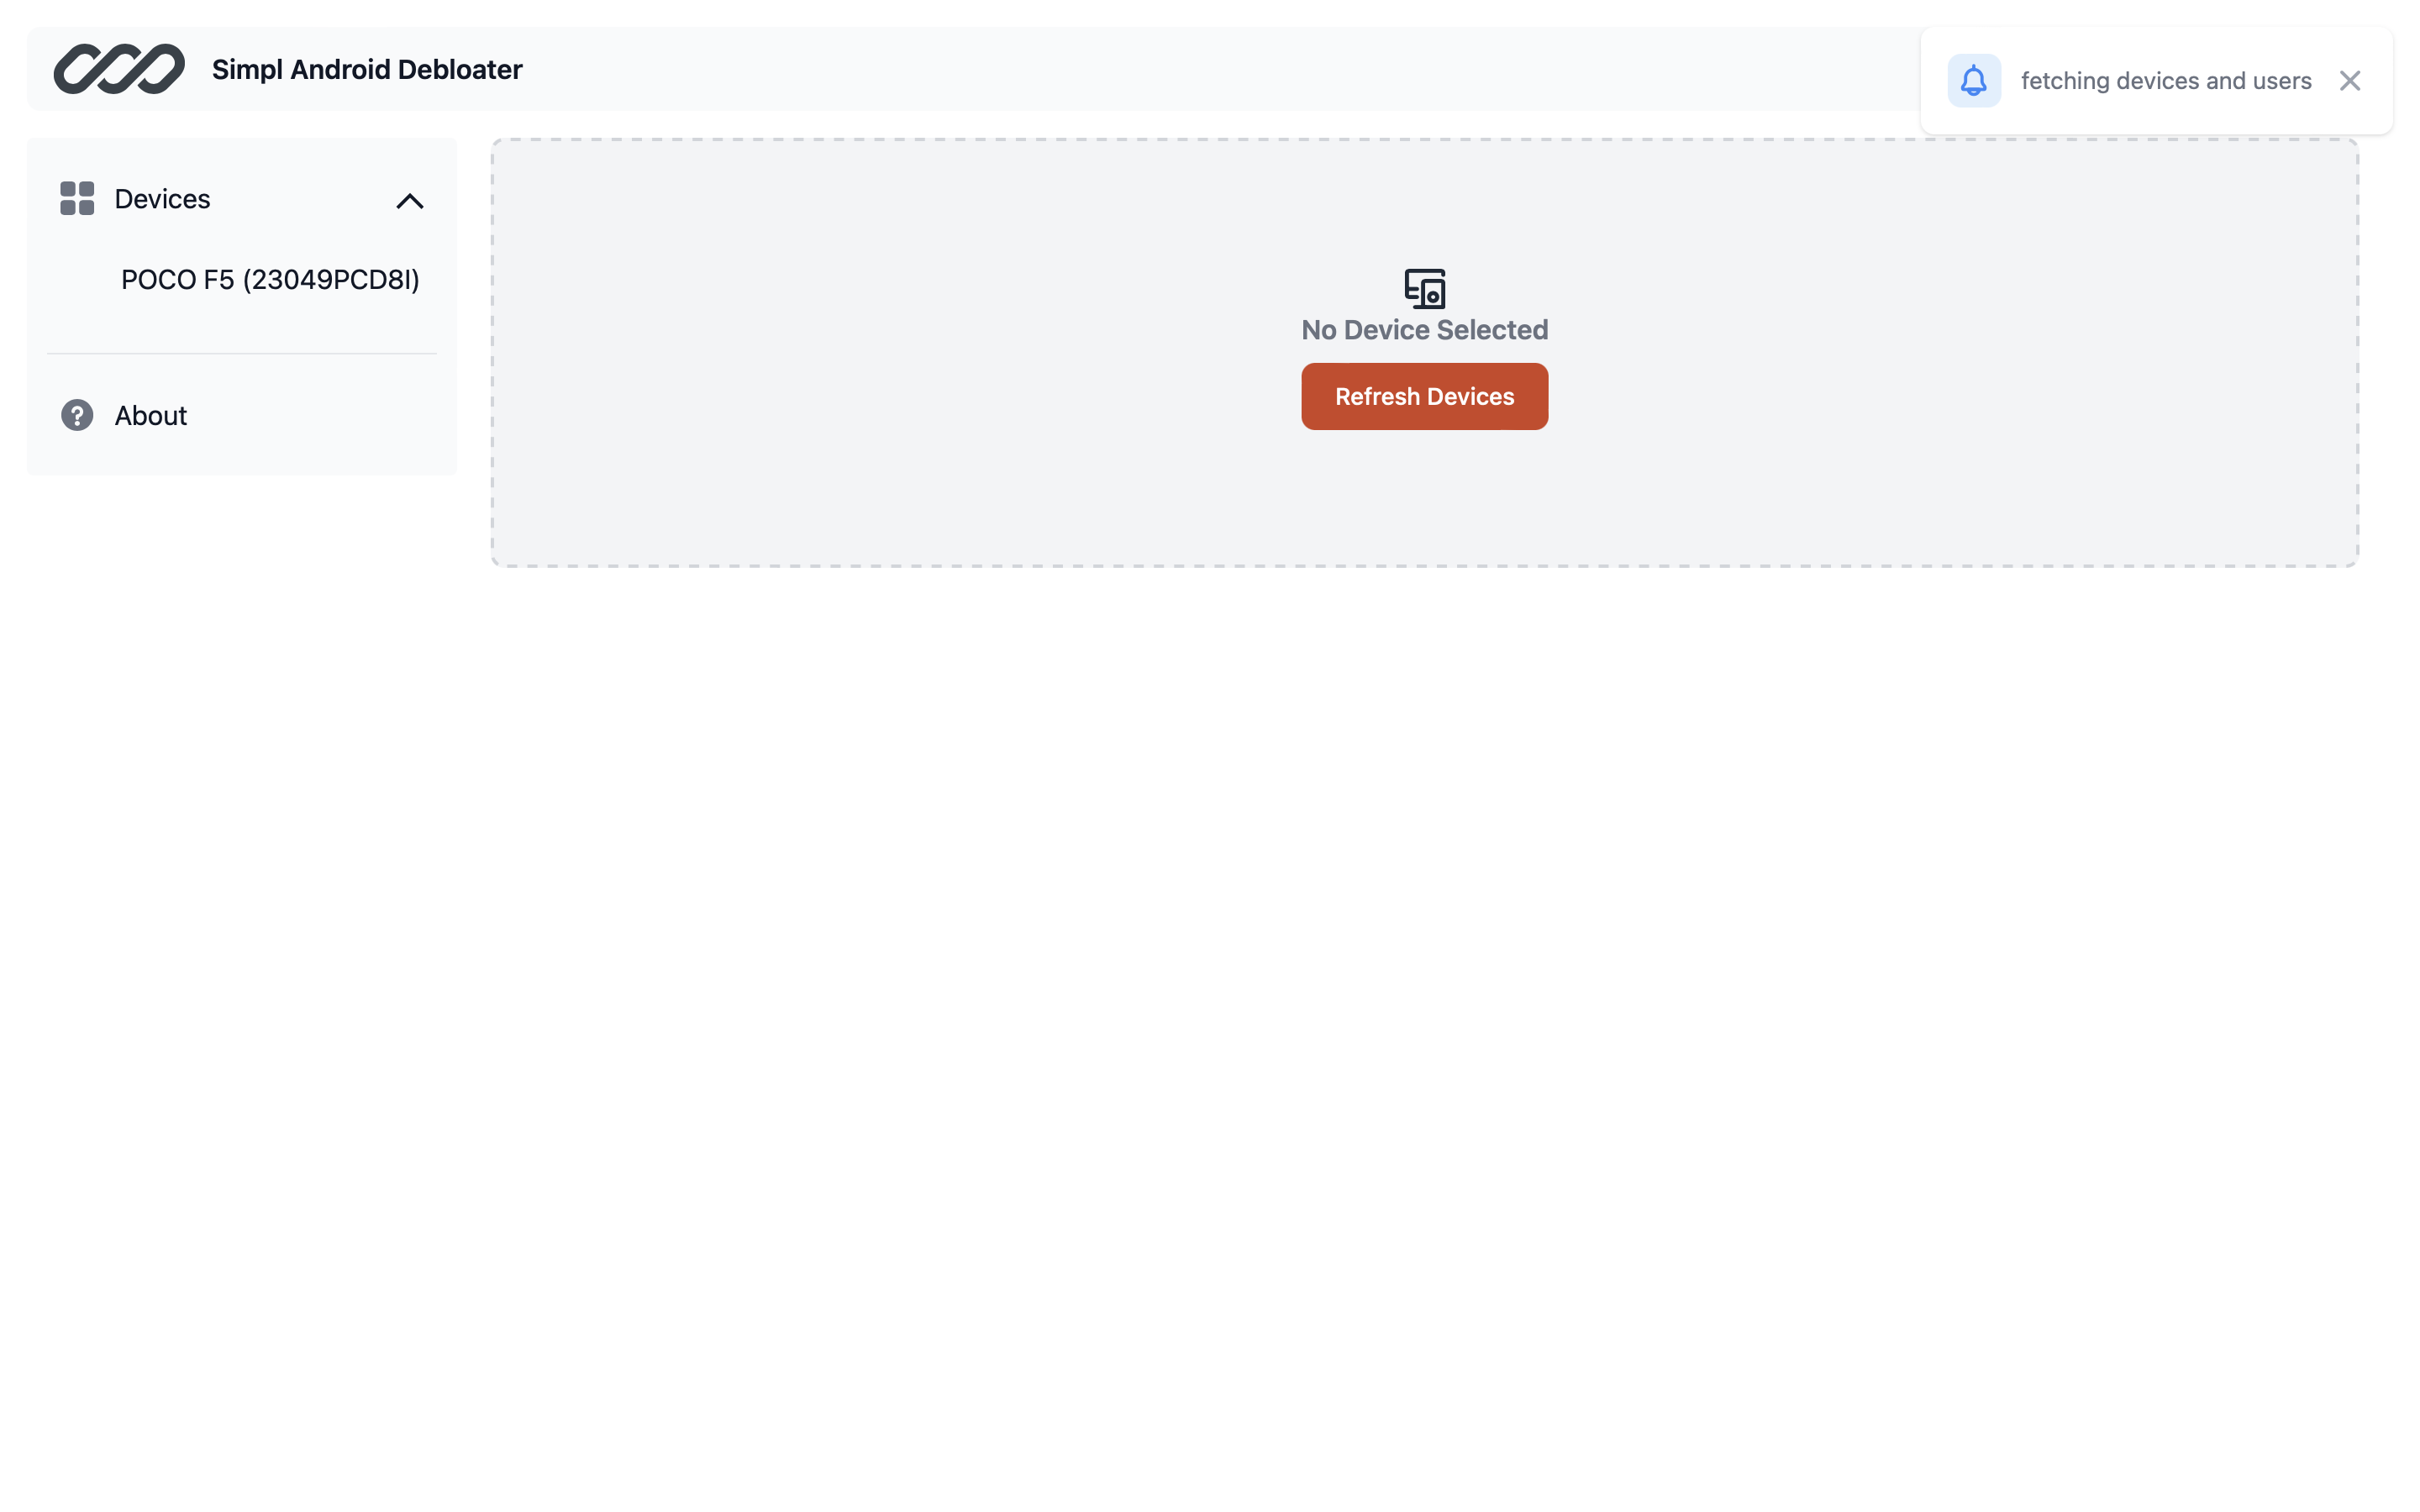 Simpl Android Debloater
fetching devices and users
Devices
POCO F5 (23049PCD8I)
About
No Device Selected
Refresh Devices